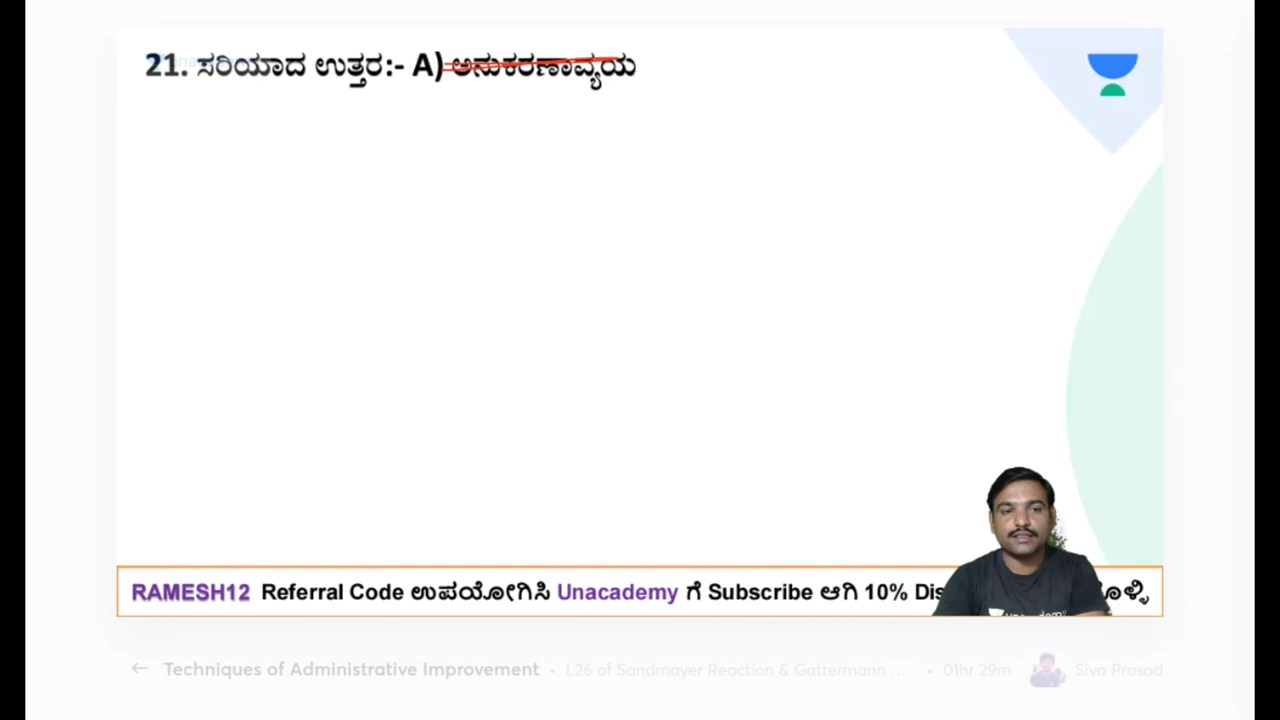 21. ಸರಿಯಾದ ಉತ್ತರ:- A) ಅನುಕರಣಾವ್ಯಯ
RAMESH12 Referral Code ಉಪಯೋಗಿಸಿ Unacademy ಗೆ Subscribe ಆಗಿ 10%
← Techniques of Administrative Improvement • L26 of Sandmayer Reaction & Gattermann ... • 01hr 29m Siva Prasad